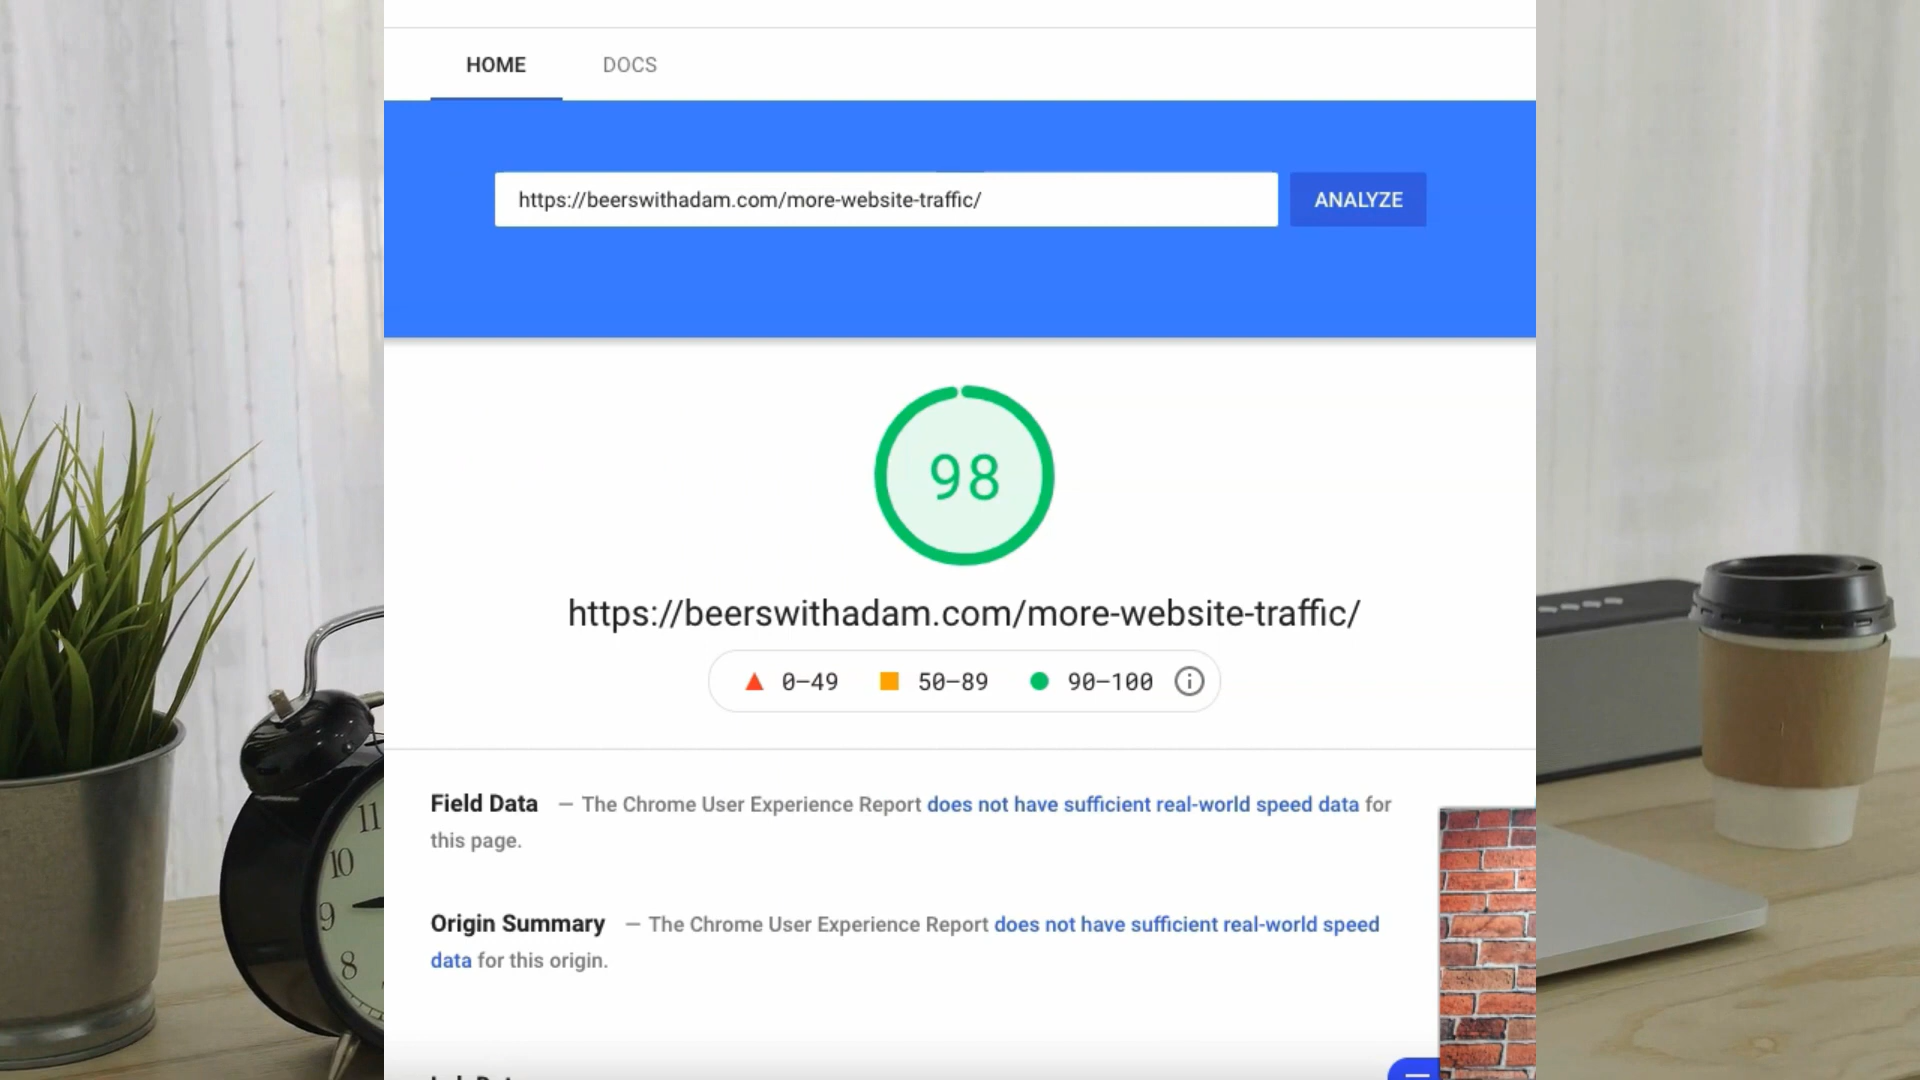 HOME DOCS
https://beerswithadam.com/more-website-traffic/ ANALYZE
98
https://beerswithadam.com/more-website-traffic/
0–49 50–89 90–100
Field Data — The Chrome User Experience Report does not have sufficient real-world speed data for
this page.
Origin Summary — The Chrome User Experience Report does not have sufficient real-world speed
data for this origin.
11
10
9
8